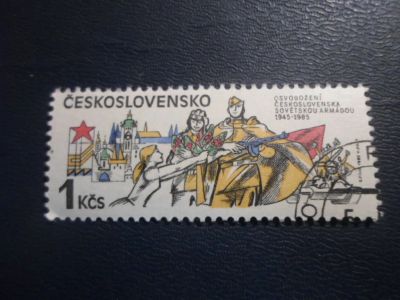 ČESKOSLOVENSKO
OSVOBOZENÍ
ČESKOSLOVENSKA
SOVĚTSKOU ARMÁDOU
1945-1985
1 Kčs